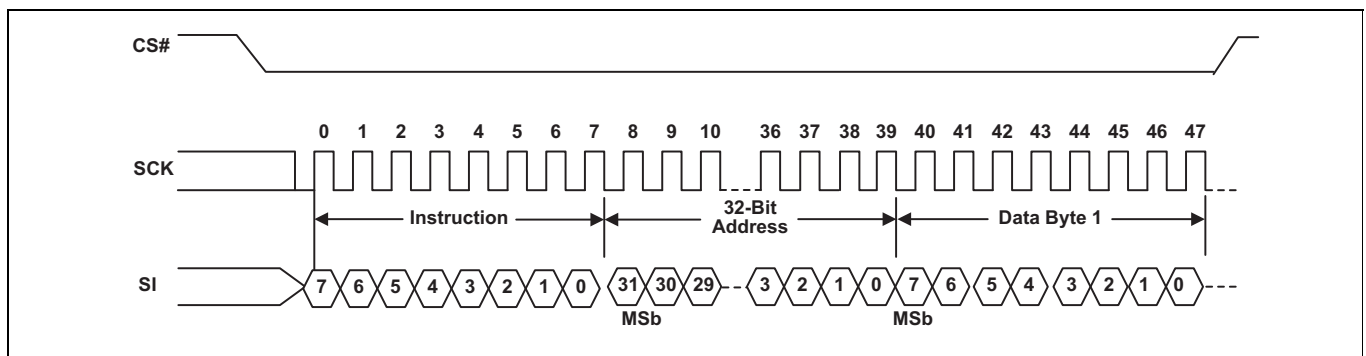 CS#
0 1 2 3 4 5 6 7 8 9 10 36 37 38 39 40 41 42 43 44 45 46 47
SCK
Instruction 32-Bit Address Data Byte 1
SI 7 6 5 4 3 2 1 0 31 30 29 3 2 1 0 7 6 5 4 3 2 1 0
MSb MSb